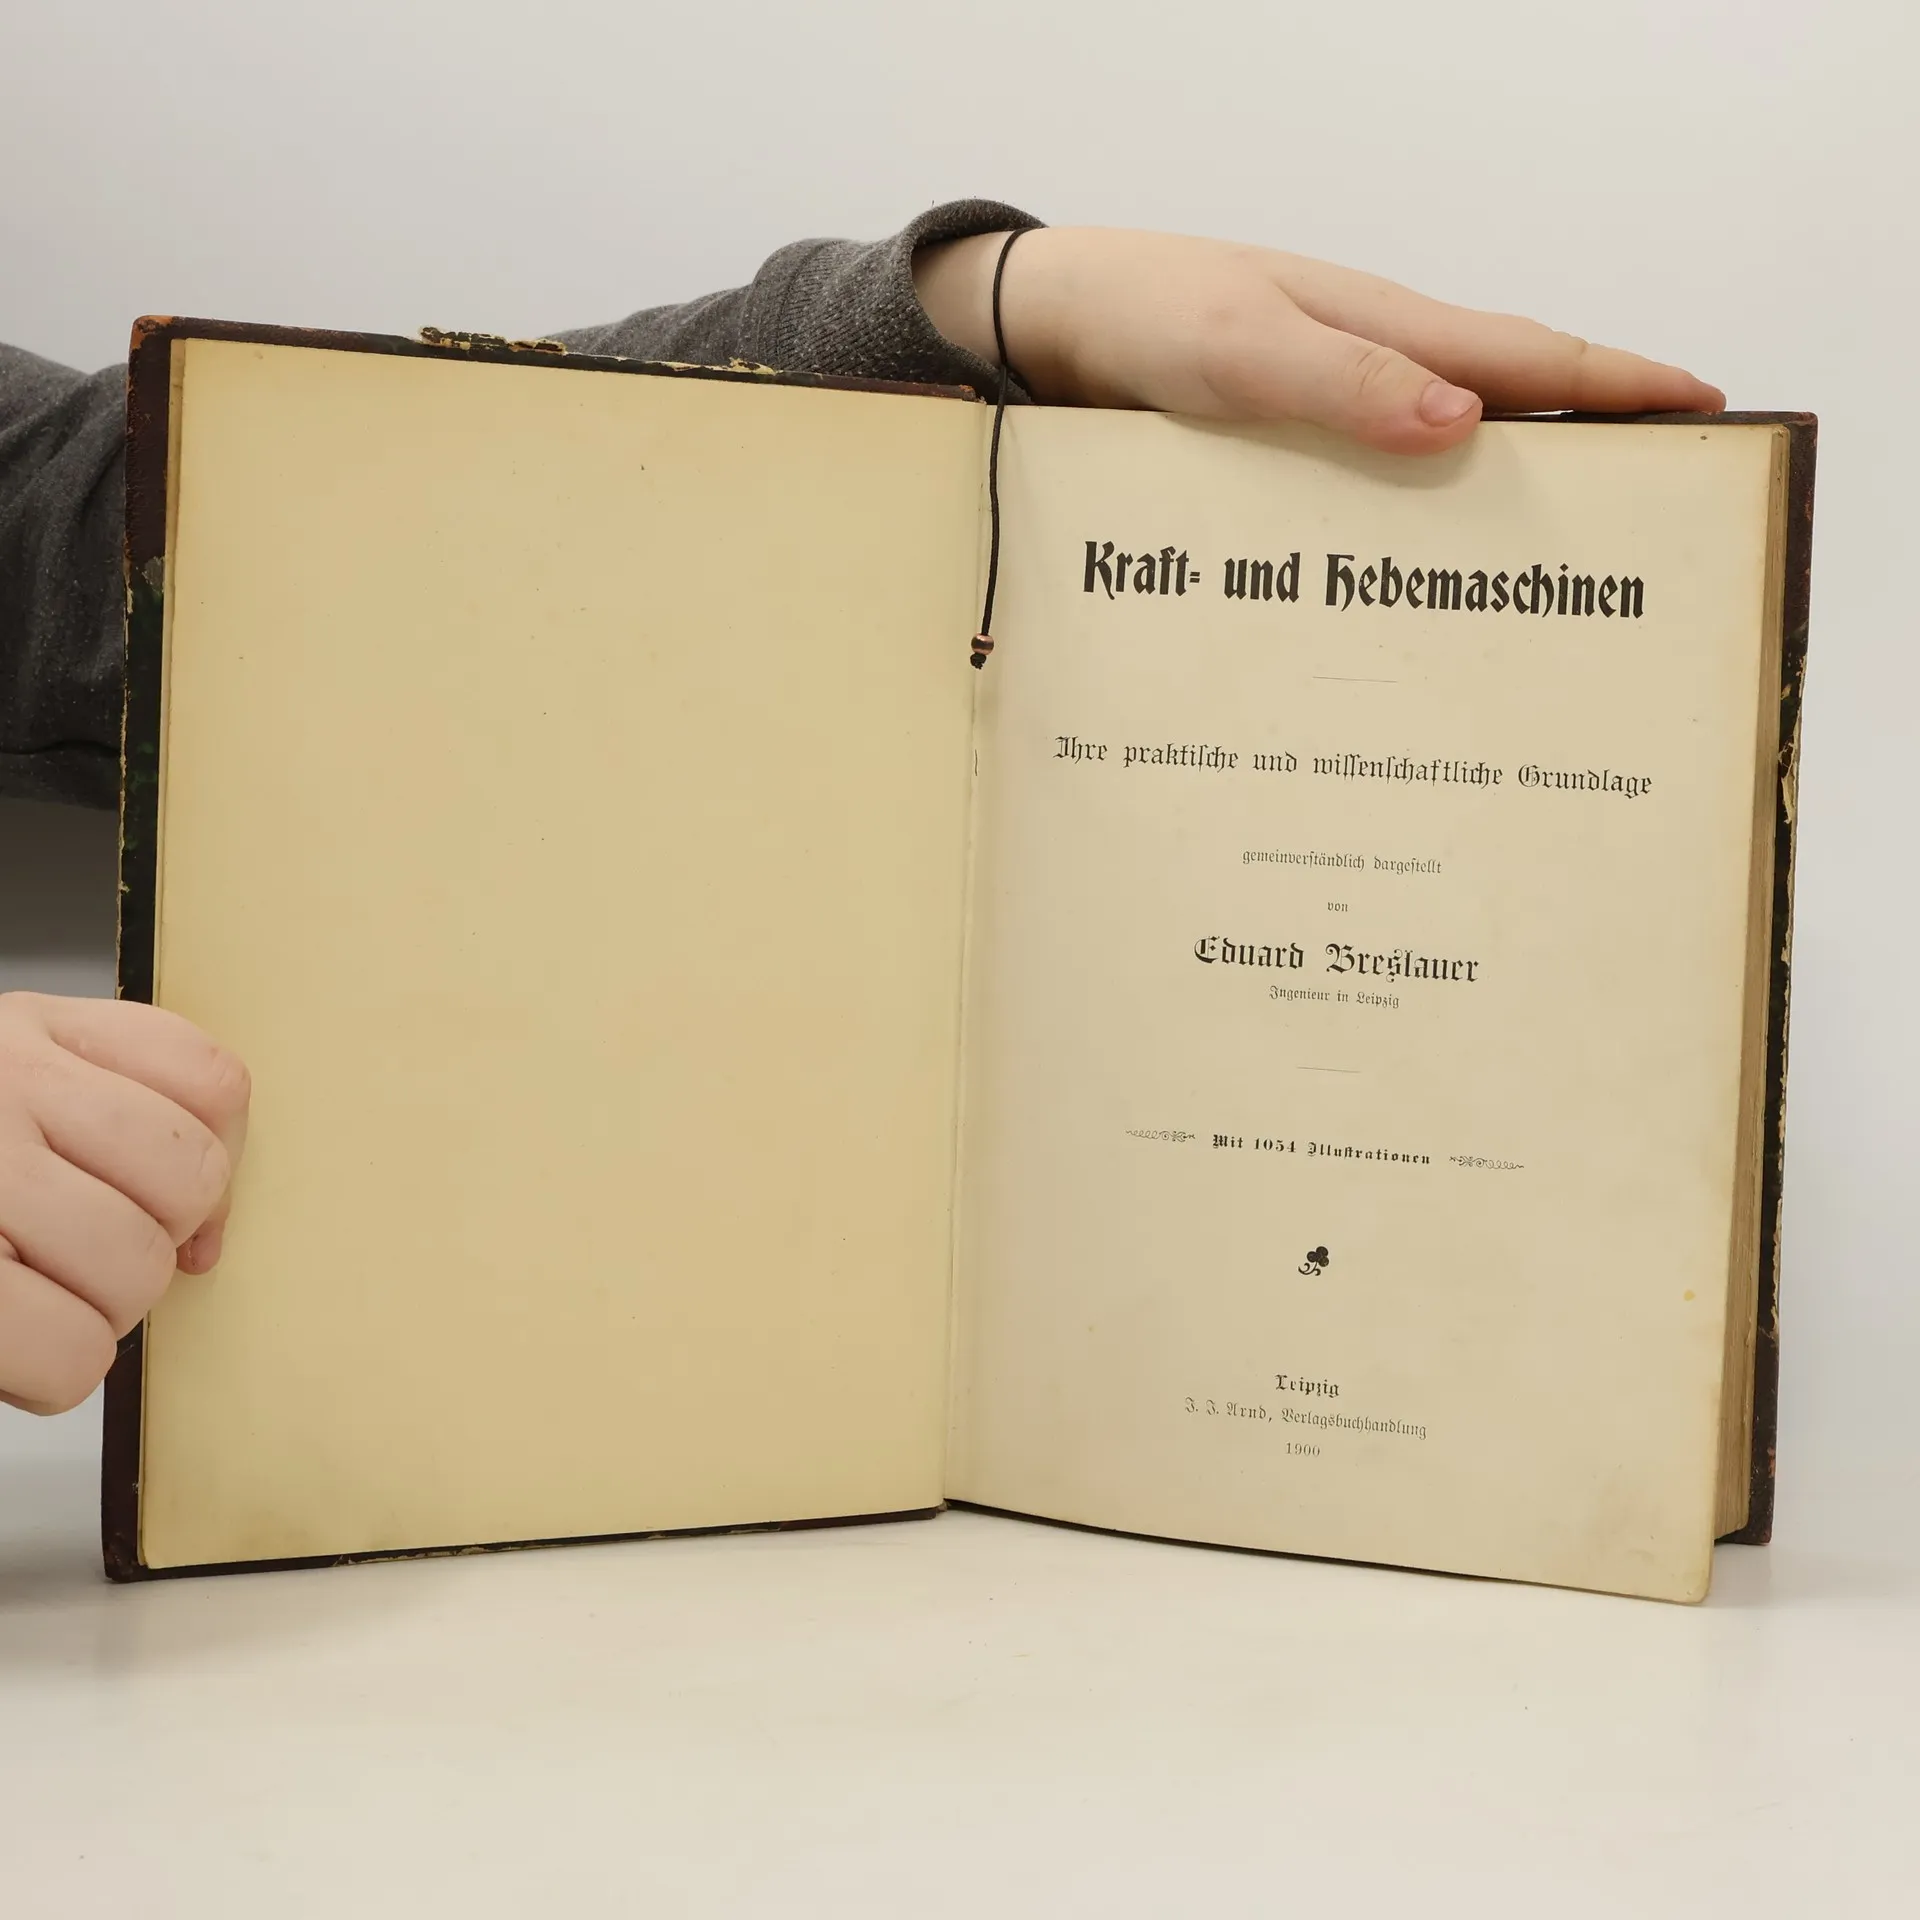 Kraft- und Hebemaschinen
Ihre praktiſche und wiſſenſchaftliche Grundlage
gemeinverſtändlich dargeſtellt
von
Eduard Breslauer
Ingenieur in Leipzig
Mit 1054 Illuſtrationen
Leipzig
J. J. Arnd, Verlagsbuchhandlung
1900